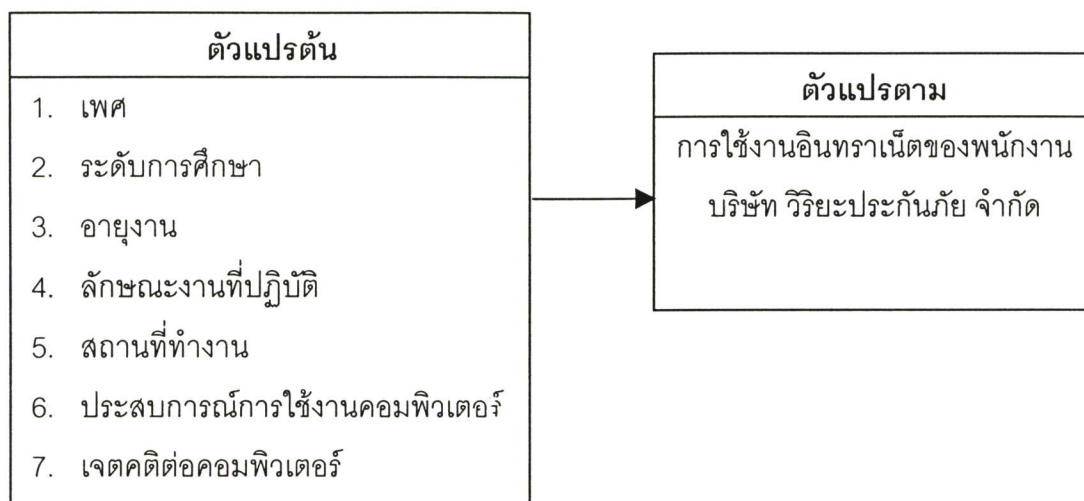 ตัวแปรต้น
1. เพศ
2. ระดับการศึกษา
3. อายุงาน
4. ลักษณะงานที่ปฏิบัติ
5. สถานที่ทำงาน
6. ประสบการณ์การใช้งานคอมพิวเตอร์
7. เจตคติต่อคอมพิวเตอร์
ตัวแปรตาม
การใช้งานอินทราเน็ตของพนักงาน
บริษัท วิริยะประกันภัย จำกัด